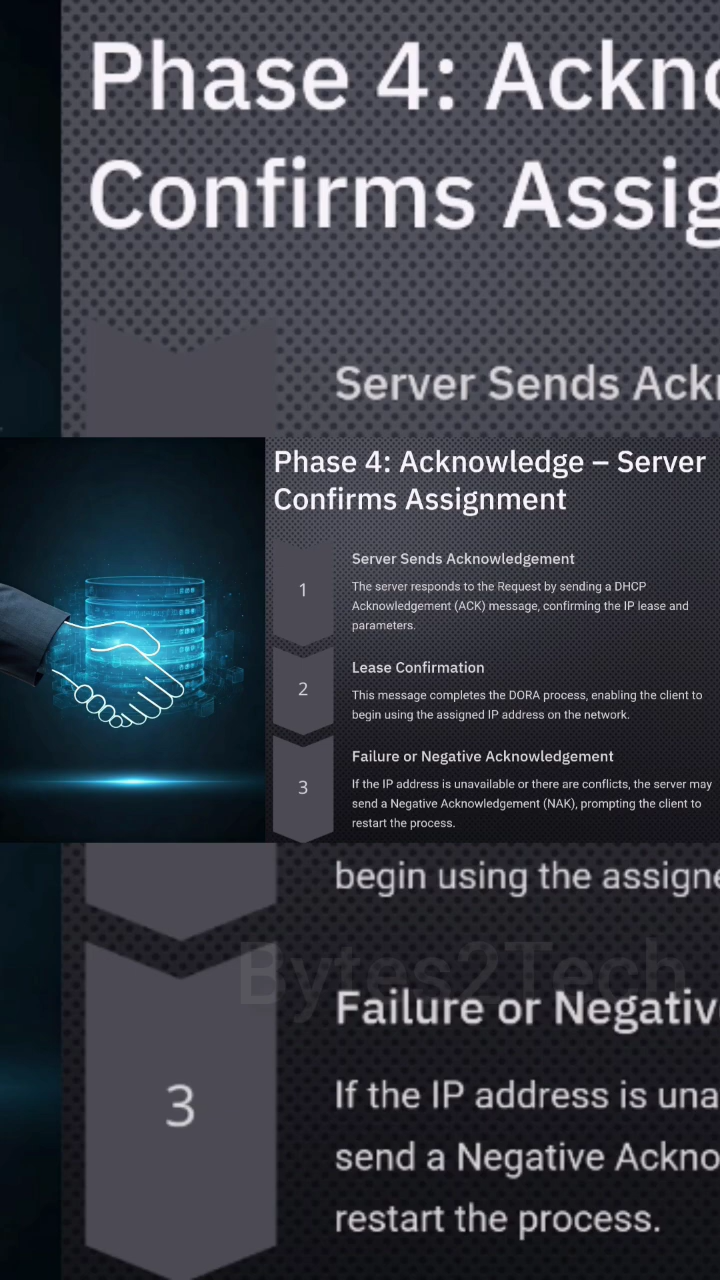 Phase 4: Ackno
Confirms Assig
Server Sends Ackn
Phase 4: Acknowledge – Server
Confirms Assignment
1
Server Sends Acknowledgement
The server responds to the Request by sending a DHCP
Acknowledgement (ACK) message, confirming the IP lease and
parameters.
2
Lease Confirmation
This message completes the DORA process, enabling the client to
begin using the assigned IP address on the network.
3
Failure or Negative Acknowledgement
If the IP address is unavailable or there are conflicts, the server may
send a Negative Acknowledgement (NAK), prompting the client to
restart the process.
begin using the assigne
Bytes2Tech
Failure or Negativ
3
If the IP address is una
send a Negative Ackno
restart the process.